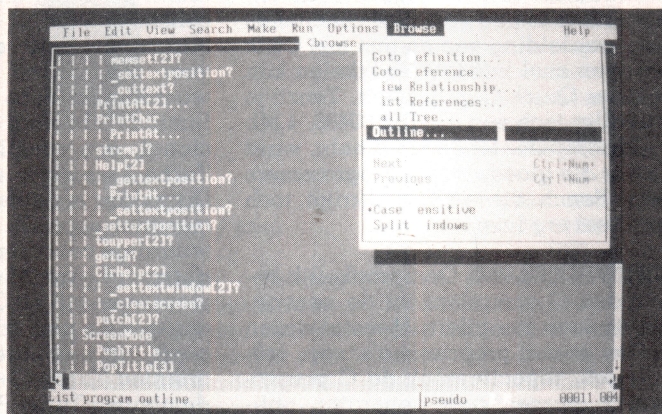 File Edit View Search Make Run Options Browse Help
<browse
| | | | memset[2]?
| | | | _settextposition?
| | | | _outtext?
| | | PrintAt[2]...
| | | PrintChar
| | | | PrintAt...
| | | strcmpl?
| | | Help[2]
| | | | _gettextposition?
| | | | PrintAt...
| | | | _settextposition?
| | | _settextposition?
| | | toupper[2]?
| | | getch?
| | | ClrHelp[2]
| | | | _settextwindow[2]?
| | | | _clearscreen?
| | | putch[2]?
| | ScreenMode
| | | PushTitle...
| | | PopTitle[3]
Goto efinition...
Goto eference...
iew Relationship...
ist References...
all Tree...
Outline...
Next Ctrl+Num+
Previous Ctrl+Num-
•Case ensitive
Split indows
List program outline pseudo 00011.004